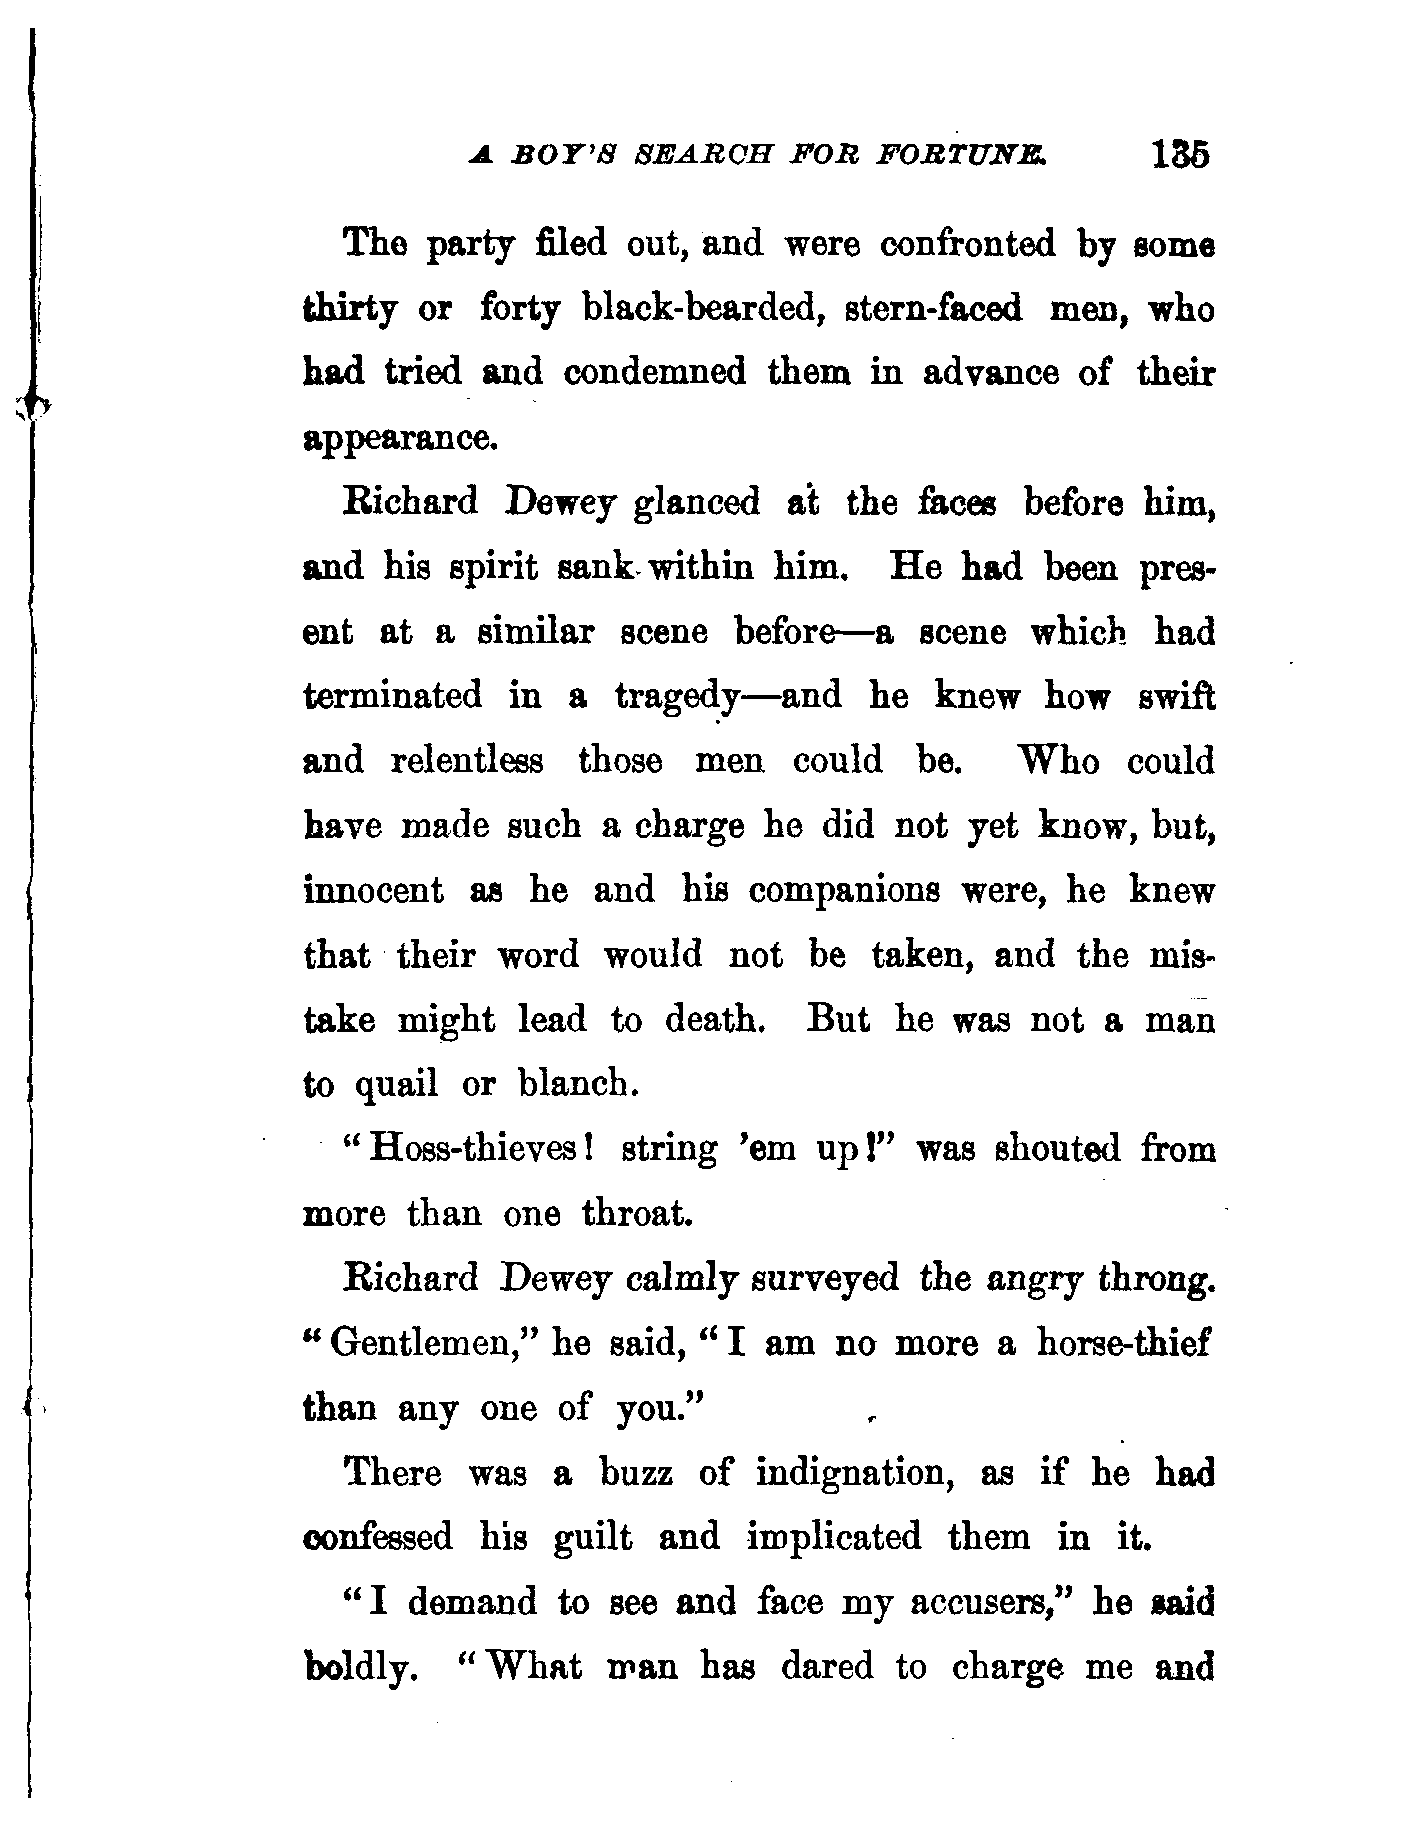 A BOY'S SEARCH FOR FORTUNE. 135
The party filed out, and were confronted by some
thirty or forty black-bearded, stern-faced men, who
had tried and condemned them in advance of their
appearance.
Richard Dewey glanced at the faces before him,
and his spirit sank within him. He had been pres-
ent at a similar scene before—a scene which had
terminated in a tragedy—and he knew how swift
and relentless those men could be. Who could
have made such a charge he did not yet know, but,
innocent as he and his companions were, he knew
that their word would not be taken, and the mis-
take might lead to death. But he was not a man
to quail or blanch.
"Hoss-thieves! string 'em up!" was shouted from
more than one throat.
Richard Dewey calmly surveyed the angry throng.
"Gentlemen," he said, "I am no more a horse-thief
than any one of you."
There was a buzz of indignation, as if he had
confessed his guilt and implicated them in it.
"I demand to see and face my accusers," he said
boldly. "What man has dared to charge me and